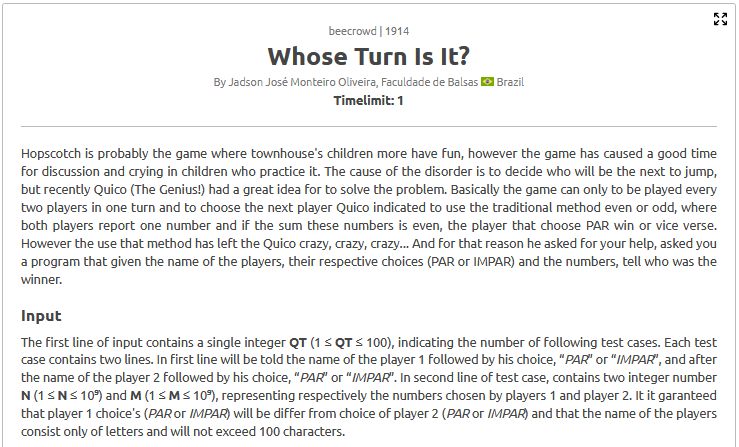 beecrowd | 1914
Whose Turn Is It?
By Jadson José Monteiro Oliveira, Faculdade de Balsas Brazil
Timelimit: 1
Hopscotch is probably the game where townhouse's children more have fun, however the game has caused a good time
for discussion and crying in children who practice it. The cause of the disorder is to decide who will be the next to jump,
but recently Quico (The Genius!) had a great idea for to solve the problem. Basically the game can only to be played every
two players in one turn and to choose the next player Quico indicated to use the traditional method even or odd, where
both players report one number and if the sum these numbers is even, the player that choose PAR win or vice verse.
However the use that method has left the Quico crazy, crazy, crazy... And for that reason he asked for your help, asked you
a program that given the name of the players, their respective choices (PAR or IMPAR) and the numbers, tell who was the
winner.
Input
The first line of input contains a single integer QT (1 ≤ QT ≤ 100), indicating the number of following test cases. Each test
case contains two lines. In first line will be told the name of the player 1 followed by his choice, "PAR" or "IMPAR", and after
the name of the player 2 followed by his choice, "PAR" or "IMPAR". In second line of test case, contains two integer number
N (1 ≤ N ≤ 10⁹) and M (1 ≤ M ≤ 10⁹), representing respectively the numbers chosen by players 1 and player 2. It it garanteed
that player 1 choice's (PAR or IMPAR) will be differ from choice of player 2 (PAR or IMPAR) and that the name of the players
consist only of letters and will not exceed 100 characters.